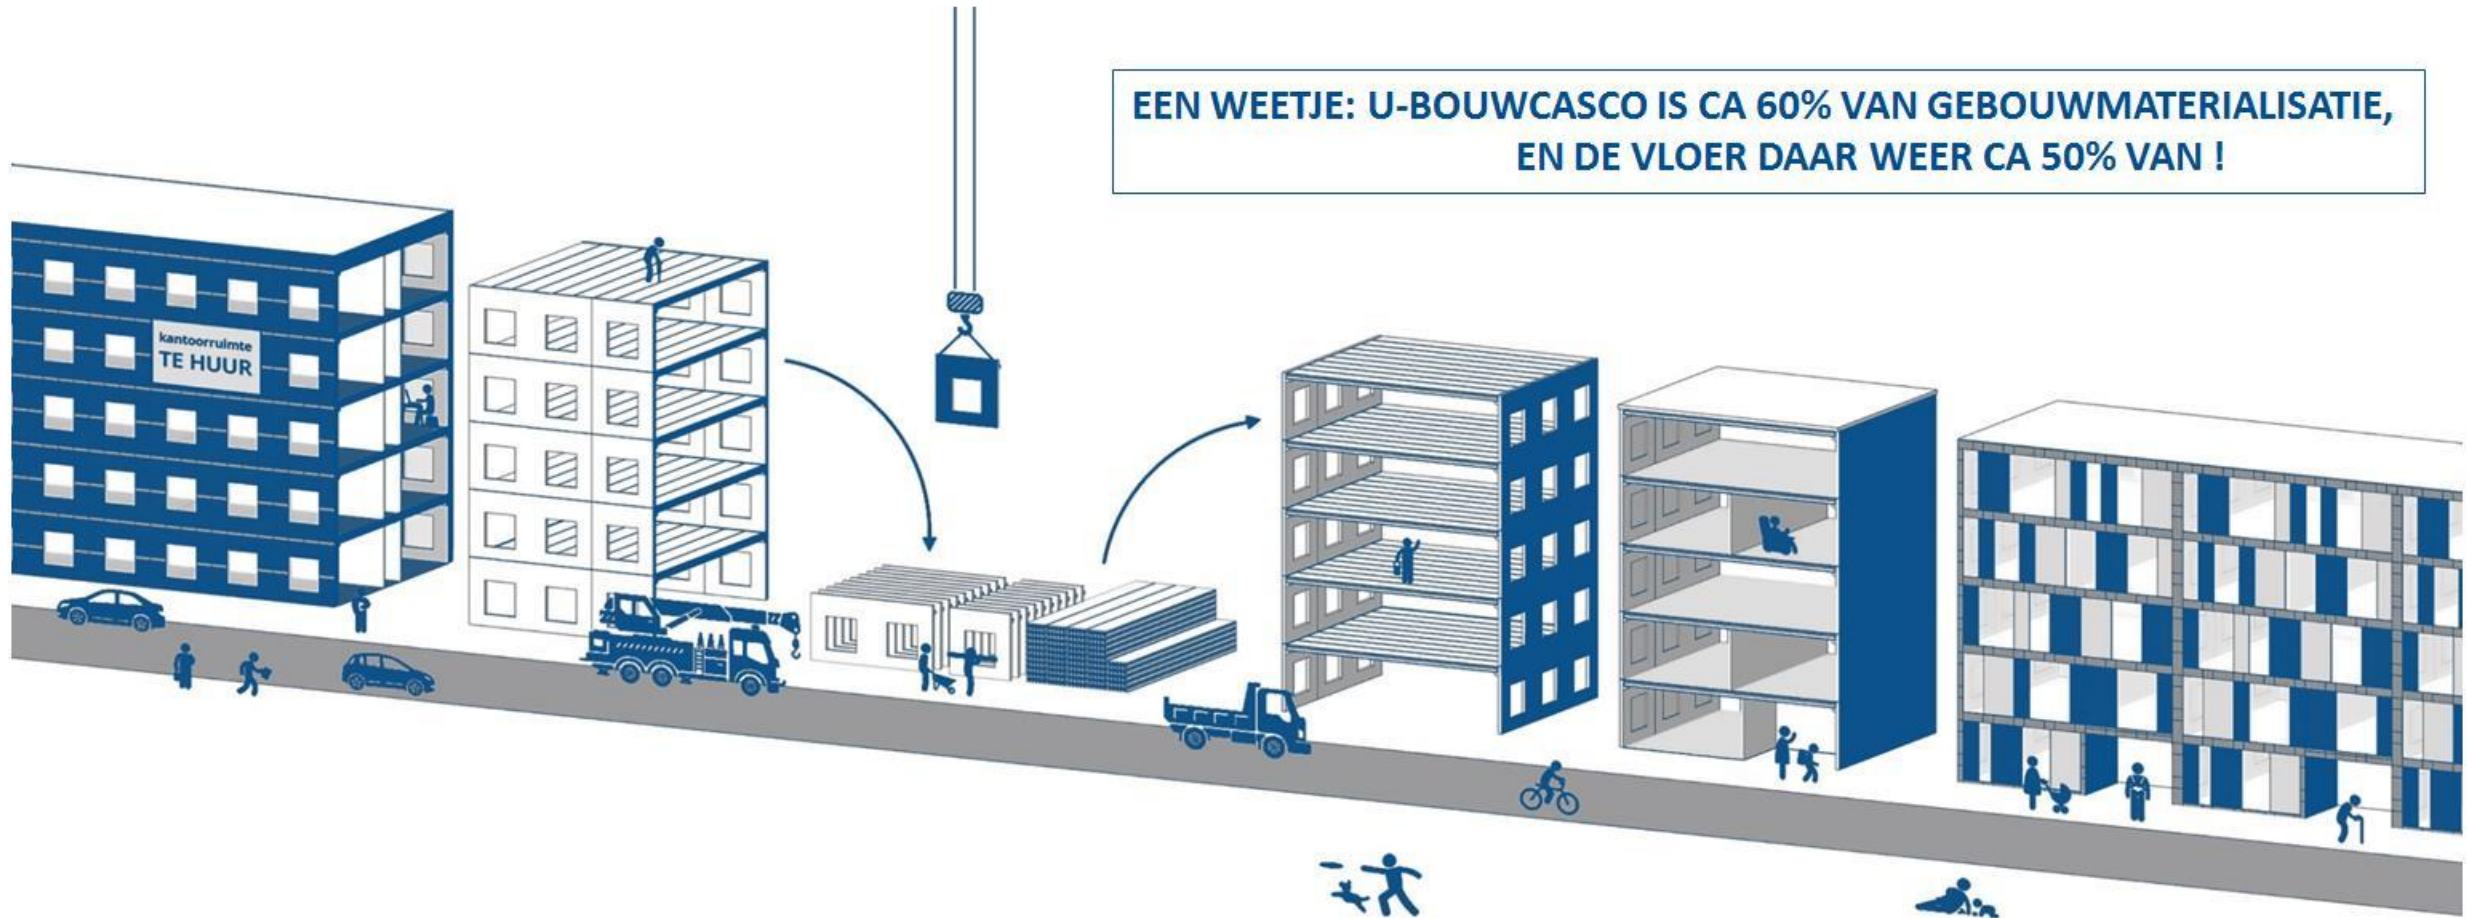 EEN WEETJE: U-BOUWCASCO IS CA 60% VAN GEBOUWMATERIALISATIE,
EN DE VLOER DAAR WEER CA 50% VAN !
kantoorruimte
TE HUUR